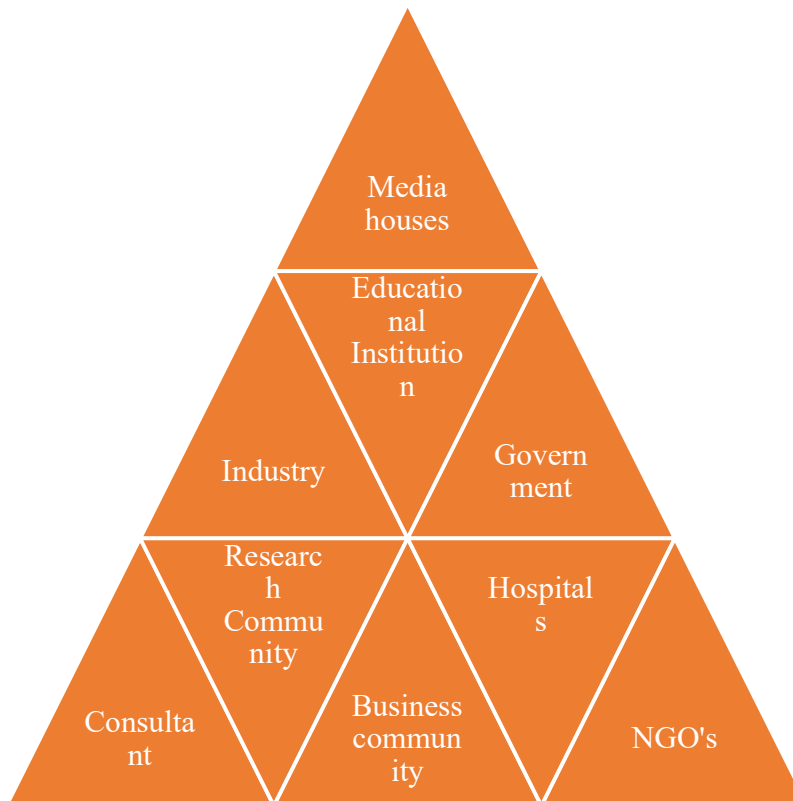 Media
houses
Educatio
nal
Institutio
n
Industry
Govern
ment
Researc
h
Commu
nity
Hospital
s
Consulta
nt
Business
commun
ity
NGO's